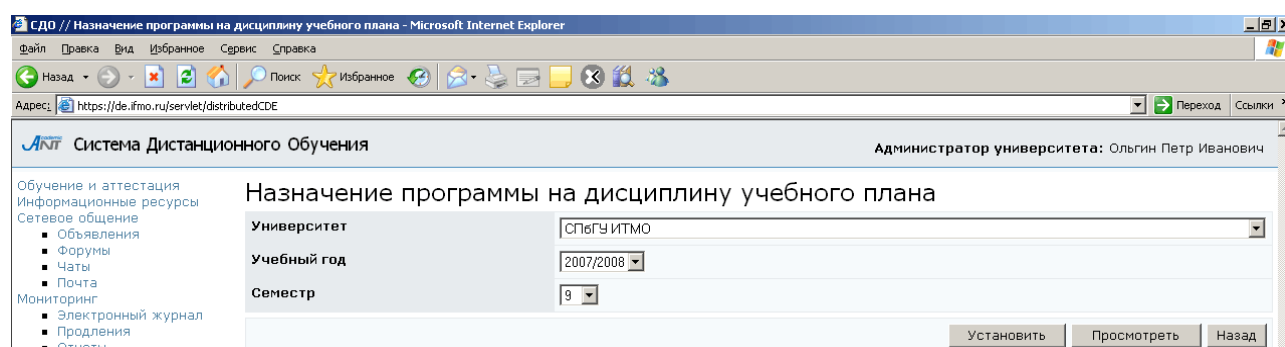 СДО // Назначение программы на дисциплину учебного плана - Microsoft Internet Explorer
Файл Правка Вид Избранное Сервис Справка
Назад Поиск Избранное
Адрес: https://de.ifmo.ru/servlet/distributedCDE Переход Ссылки
Academic ANT Система Дистанционного Обучения
Администратор университета: Ольгин Петр Иванович
Обучение и аттестация
Информационные ресурсы
Сетевое общение
Объявления
Форумы
Чаты
Почта
Мониторинг
Электронный журнал
Продления
Отчеты
Назначение программы на дисциплину учебного плана
Университет СПбГУ ИТМО
Учебный год 2007/2008
Семестр 9
Установить Просмотреть Назад